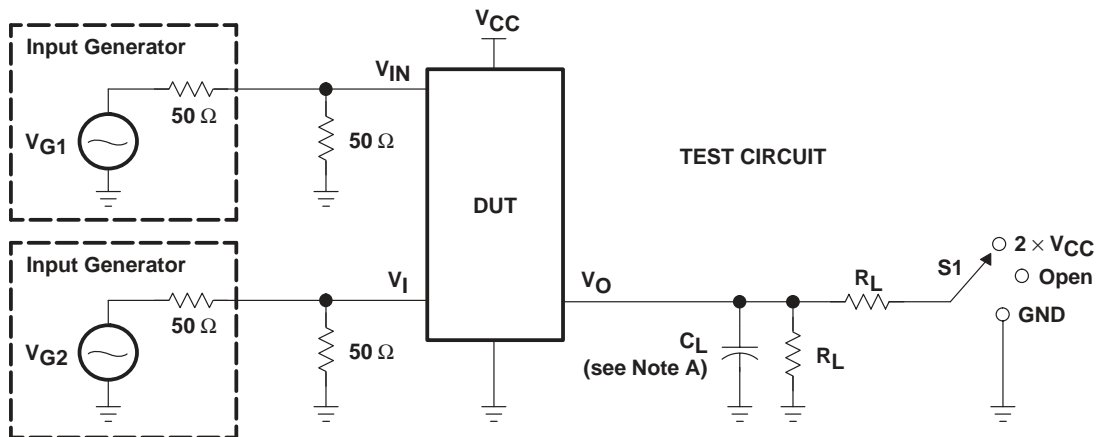 Input Generator
VG1
50 Ω
50 Ω
VIN
VCC
DUT
TEST CIRCUIT
Input Generator
VG2
50 Ω
50 Ω
VI
VO
CL
(see Note A)
RL
RL
S1
2 × VCC
Open
GND